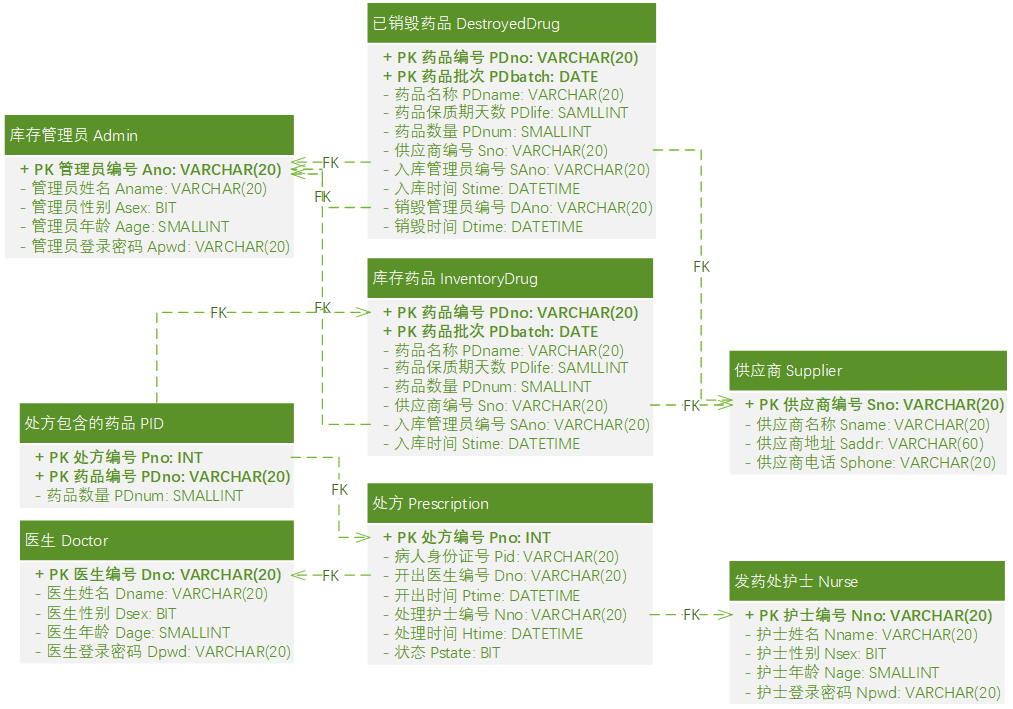 已销毁药品 DestroyedDrug
+ PK 药品编号 PDno: VARCHAR(20)
+ PK 药品批次 PDbatch: DATE
- 药品名称 PDname: VARCHAR(20)
- 药品保质期天数 PDlife: SAMLLINT
- 药品数量 PDnum: SMALLINT
- 供应商编号 Sno: VARCHAR(20)
- 入库管理员编号 SAno: VARCHAR(20)
- 入库时间 Stime: DATETIME
- 销毁管理员编号 DAno: VARCHAR(20)
- 销毁时间 Dtime: DATETIME
库存管理员 Admin
+ PK 管理员编号 Ano: VARCHAR(20)
- 管理员姓名 Aname: VARCHAR(20)
- 管理员性别 Asex: BIT
- 管理员年龄 Aage: SMALLINT
- 管理员登录密码 Apwd: VARCHAR(20)
FK
FK
FK
FK
FK
库存药品 InventoryDrug
+ PK 药品编号 PDno: VARCHAR(20)
+ PK 药品批次 PDbatch: DATE
- 药品名称 PDname: VARCHAR(20)
- 药品保质期天数 PDlife: SAMLLINT
- 药品数量 PDnum: SMALLINT
- 供应商编号 Sno: VARCHAR(20)
- 入库管理员编号 SAno: VARCHAR(20)
- 入库时间 Stime: DATETIME
FK
供应商 Supplier
+ PK 供应商编号 Sno: VARCHAR(20)
- 供应商名称 Sname: VARCHAR(20)
- 供应商地址 Saddr: VARCHAR(60)
- 供应商电话 Sphone: VARCHAR(20)
处方包含的药品 PID
+ PK 处方编号 Pno: INT
+ PK 药品编号 PDno: VARCHAR(20)
- 药品数量 PDnum: SMALLINT
FK
处方 Prescription
+ PK 处方编号 Pno: INT
- 病人身份证号 Pid: VARCHAR(20)
- 开出医生编号 Dno: VARCHAR(20)
- 开出时间 Ptime: DATETIME
- 处理护士编号 Nno: VARCHAR(20)
- 处理时间 Htime: DATETIME
- 状态 Pstate: BIT
医生 Doctor
+ PK 医生编号 Dno: VARCHAR(20)
- 医生姓名 Dname: VARCHAR(20)
- 医生性别 Dsex: BIT
- 医生年龄 Dage: SMALLINT
- 医生登录密码 Dpwd: VARCHAR(20)
FK
FK
发药处护士 Nurse
+ PK 护士编号 Nno: VARCHAR(20)
- 护士姓名 Nname: VARCHAR(20)
- 护士性别 Nsex: BIT
- 护士年龄 Nage: SMALLINT
- 护士登录密码 Npwd: VARCHAR(20)